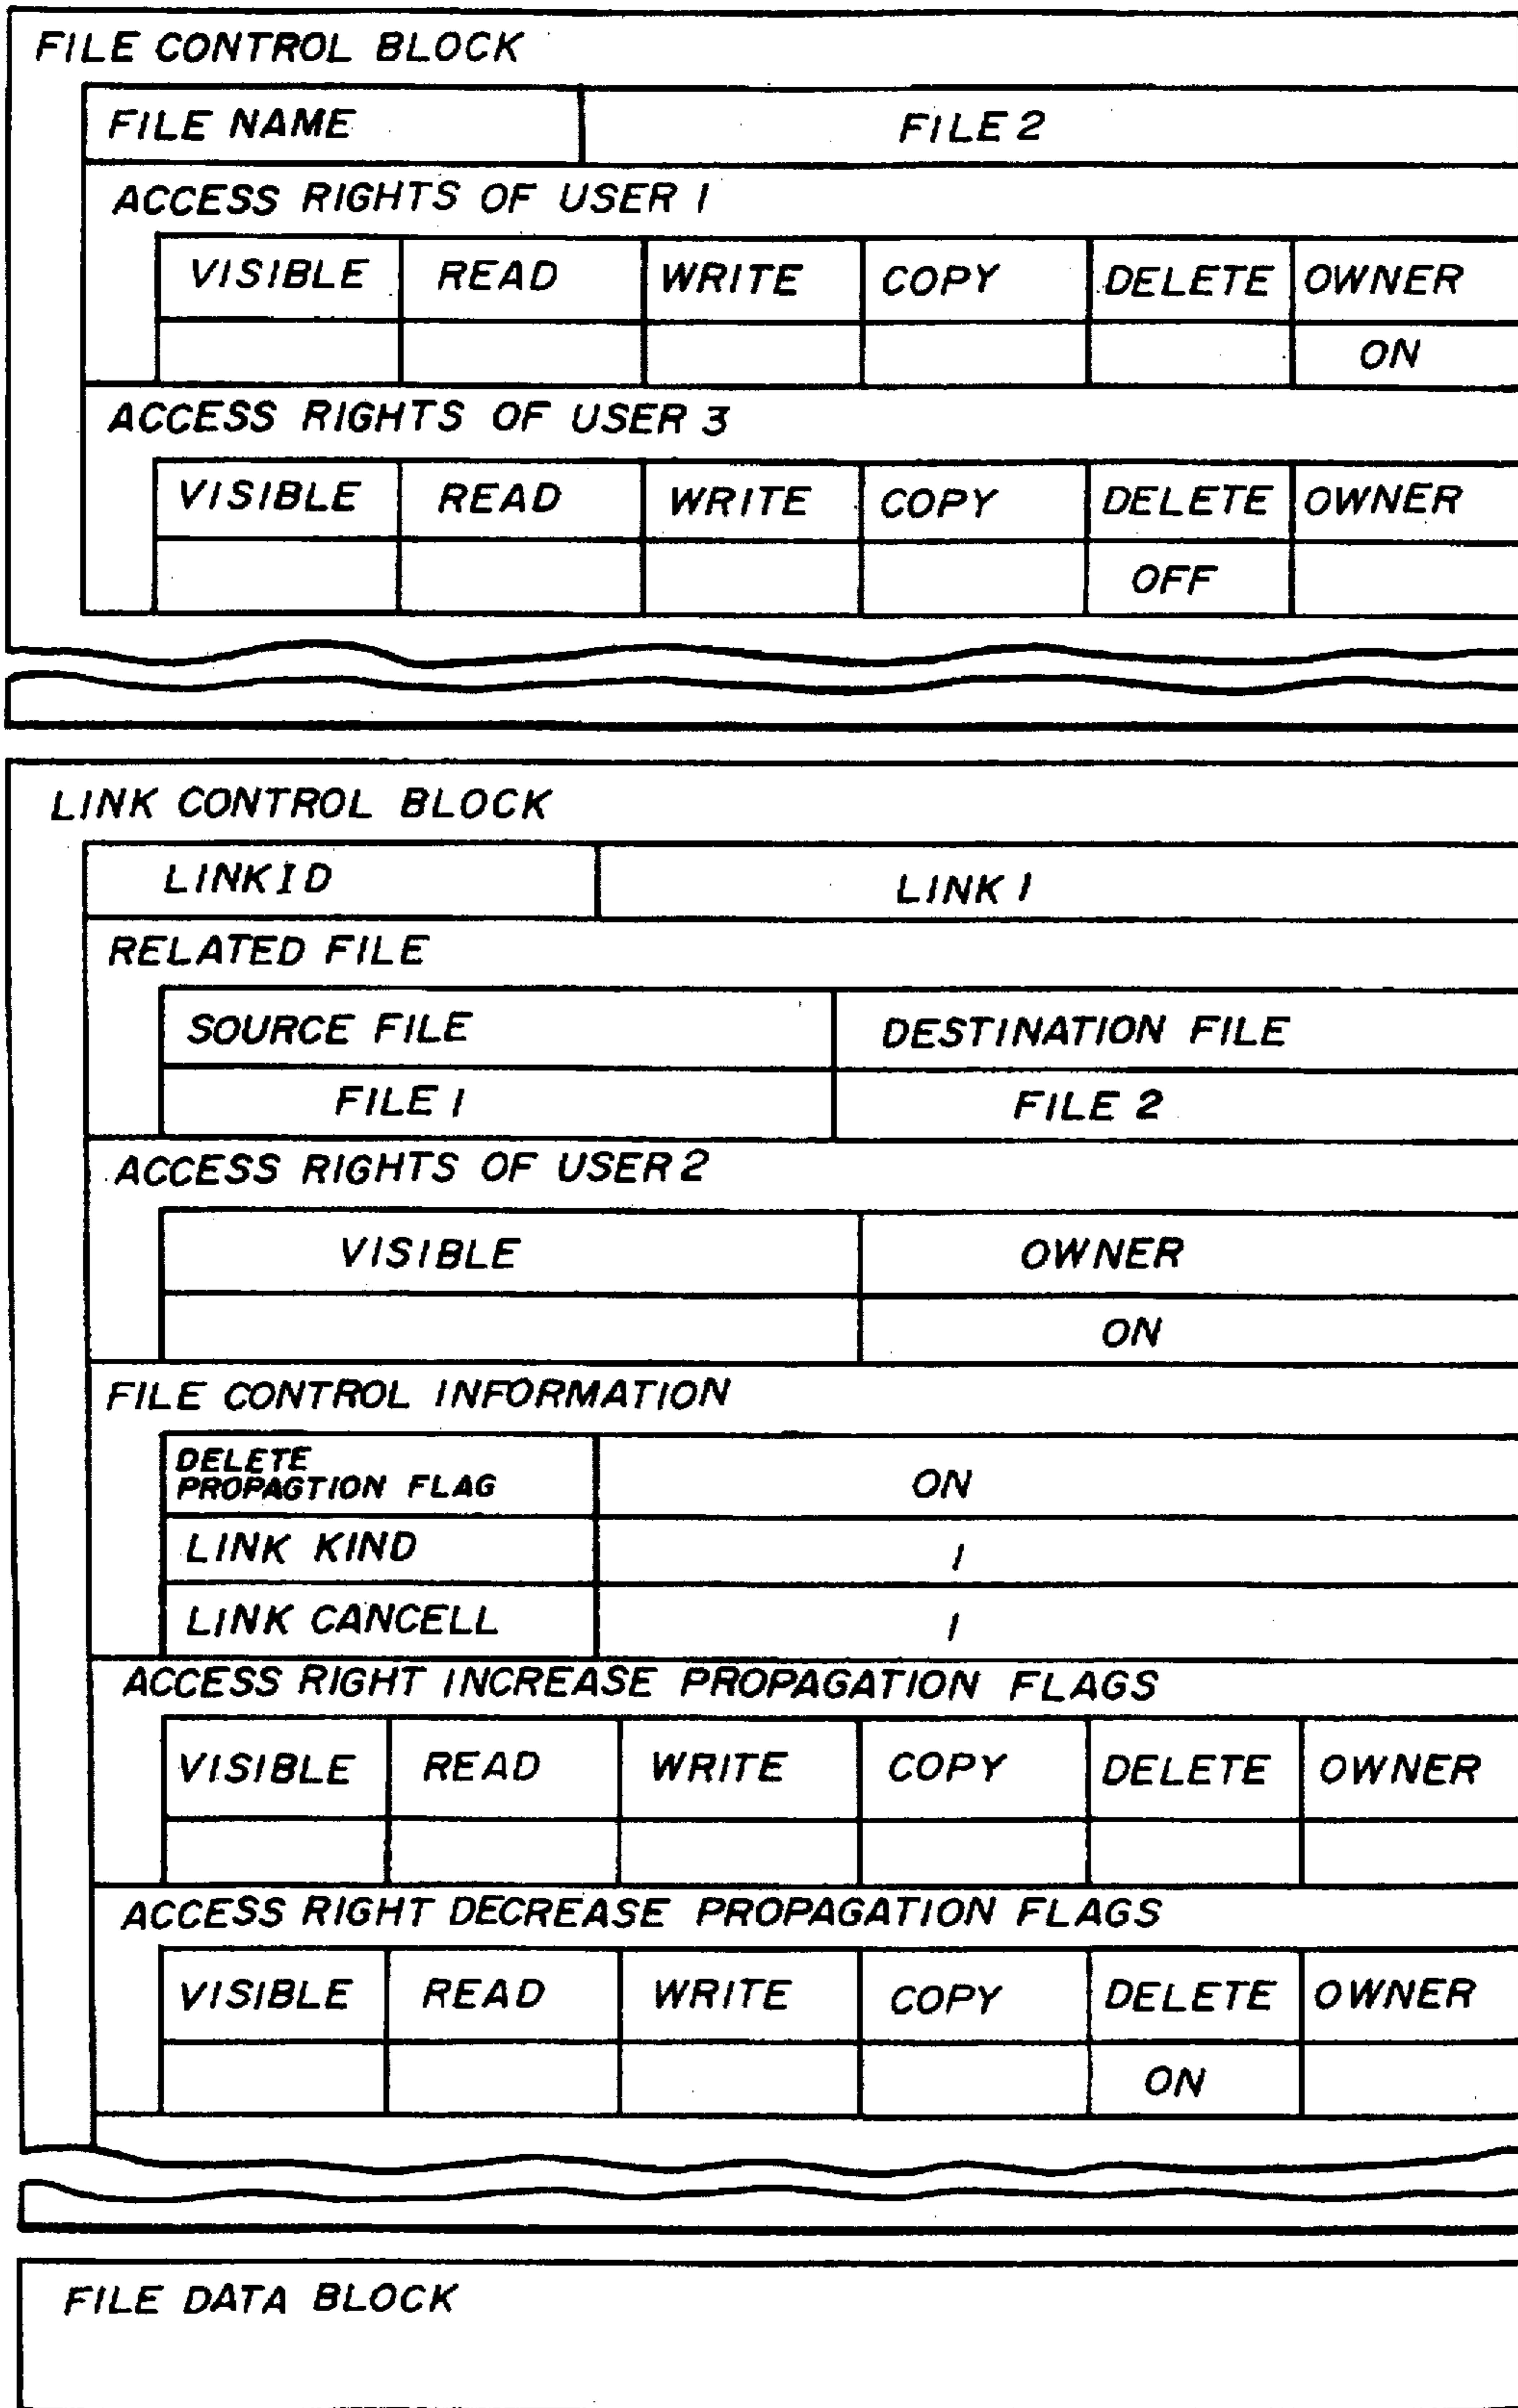 FILE CONTROL BLOCK
FILE NAME FILE 2
ACCESS RIGHTS OF USER 1
VISIBLE READ WRITE COPY DELETE OWNER
ON
ACCESS RIGHTS OF USER 3
VISIBLE READ WRITE COPY DELETE OWNER
OFF
LINK CONTROL BLOCK
LINK ID LINK 1
RELATED FILE
SOURCE FILE DESTINATION FILE
FILE 1 FILE 2
ACCESS RIGHTS OF USER 2
VISIBLE OWNER
ON
FILE CONTROL INFORMATION
DELETE
PROPAGTION FLAG ON
LINK KIND 1
LINK CANCELL 1
ACCESS RIGHT INCREASE PROPAGATION FLAGS
VISIBLE READ WRITE COPY DELETE OWNER
ACCESS RIGHT DECREASE PROPAGATION FLAGS
VISIBLE READ WRITE COPY DELETE OWNER
ON
FILE DATA BLOCK